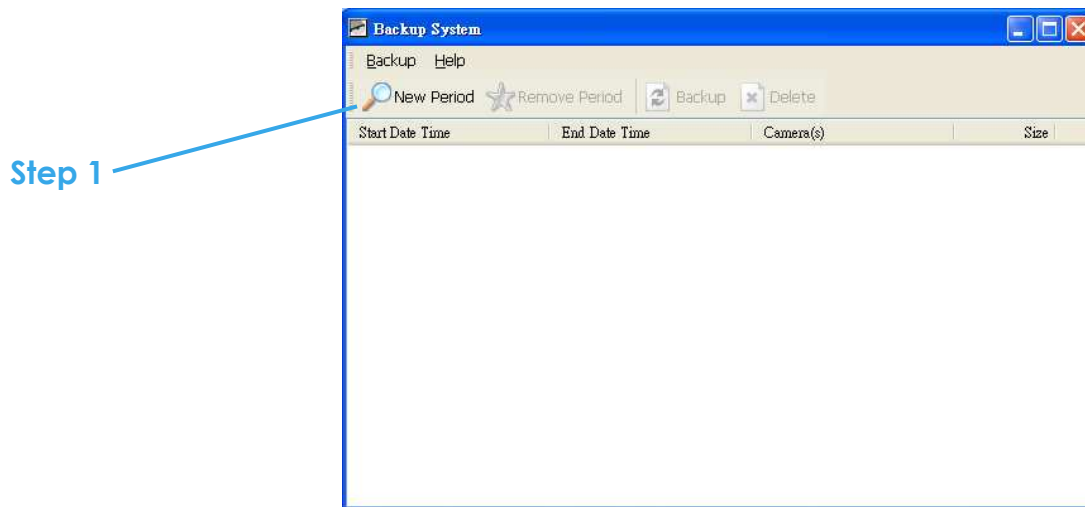 Backup System
Backup Help
New Period Remove Period Backup Delete
Start Date Time End Date Time Camera(s) Size
Step 1